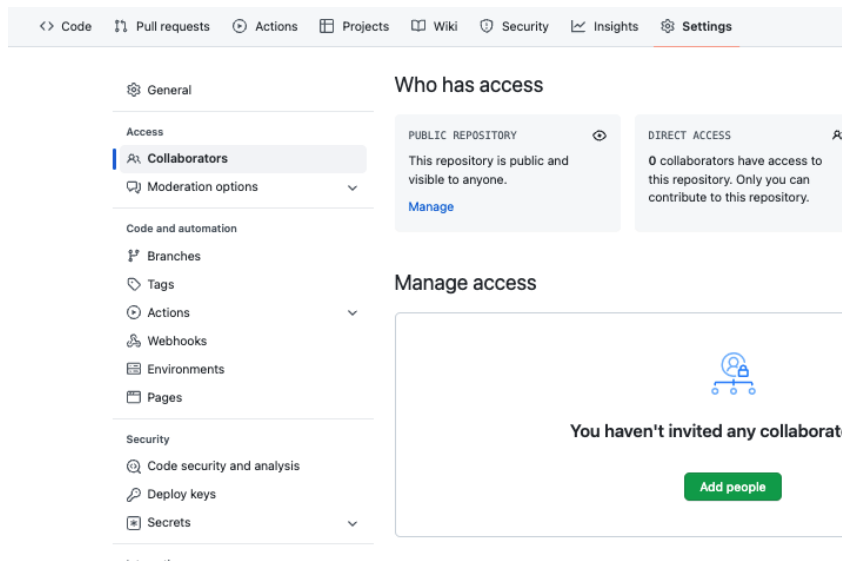 Code Pull requests Actions Projects Wiki Security Insights Settings
General
Access
Collaborators
Moderation options
Code and automation
Branches
Tags
Actions
Webhooks
Environments
Pages
Security
Code security and analysis
Deploy keys
Secrets
Who has access
PUBLIC REPOSITORY
This repository is public and
visible to anyone.
Manage
DIRECT ACCESS
0 collaborators have access to
this repository. Only you can
contribute to this repository.
Manage access
You haven't invited any collaborat
Add people